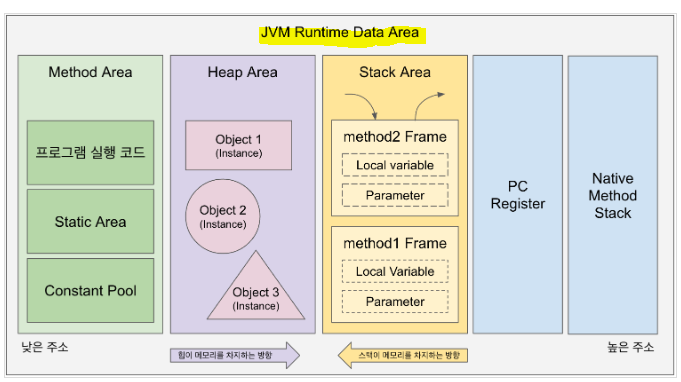 JVM Runtime Data Area
Method Area
프로그램 실행 코드
Static Area
Constant Pool
Heap Area
Object 1
(Instance)
Object 2
(Instance)
Object 3
(Instance)
Stack Area
method2 Frame
Local variable
Parameter
method1 Frame
Local Variable
Parameter
PC
Register
Native
Method
Stack
낮은 주소
힙이 메모리를 차지하는 방향
스택이 메모리를 차지하는 방향
높은 주소